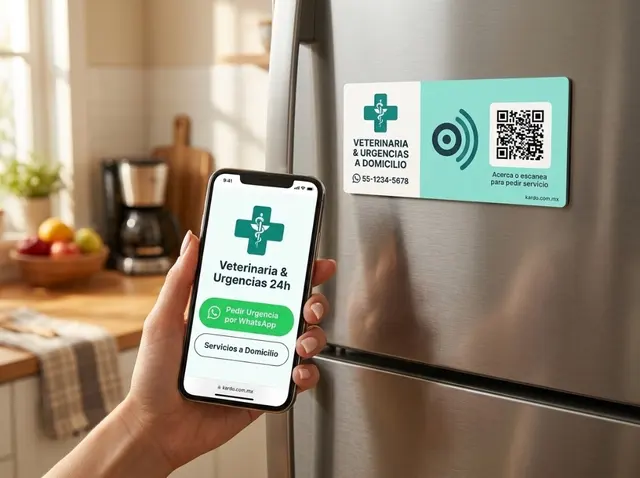 VETERINARIA
& URGENCIAS
A DOMICILIO
55-1234-5678
Acerca o escanea
para pedir servicio
kardo.com.mx
9:41
Veterinaria &
Urgencias 24h
Pedir Urgencia
por WhatsApp
Servicios a Domicilio
kardo.com.mx